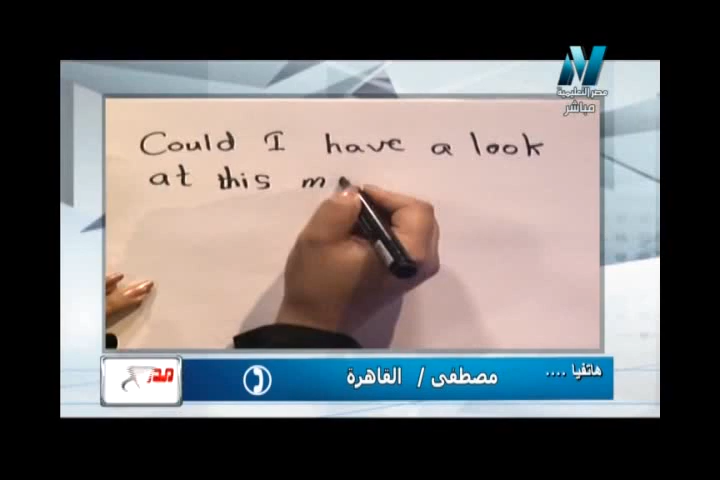 مصر التعليمية
مباشر
Could I have a look
at this m
هاتفيا ....
مصطفى / القاهرة